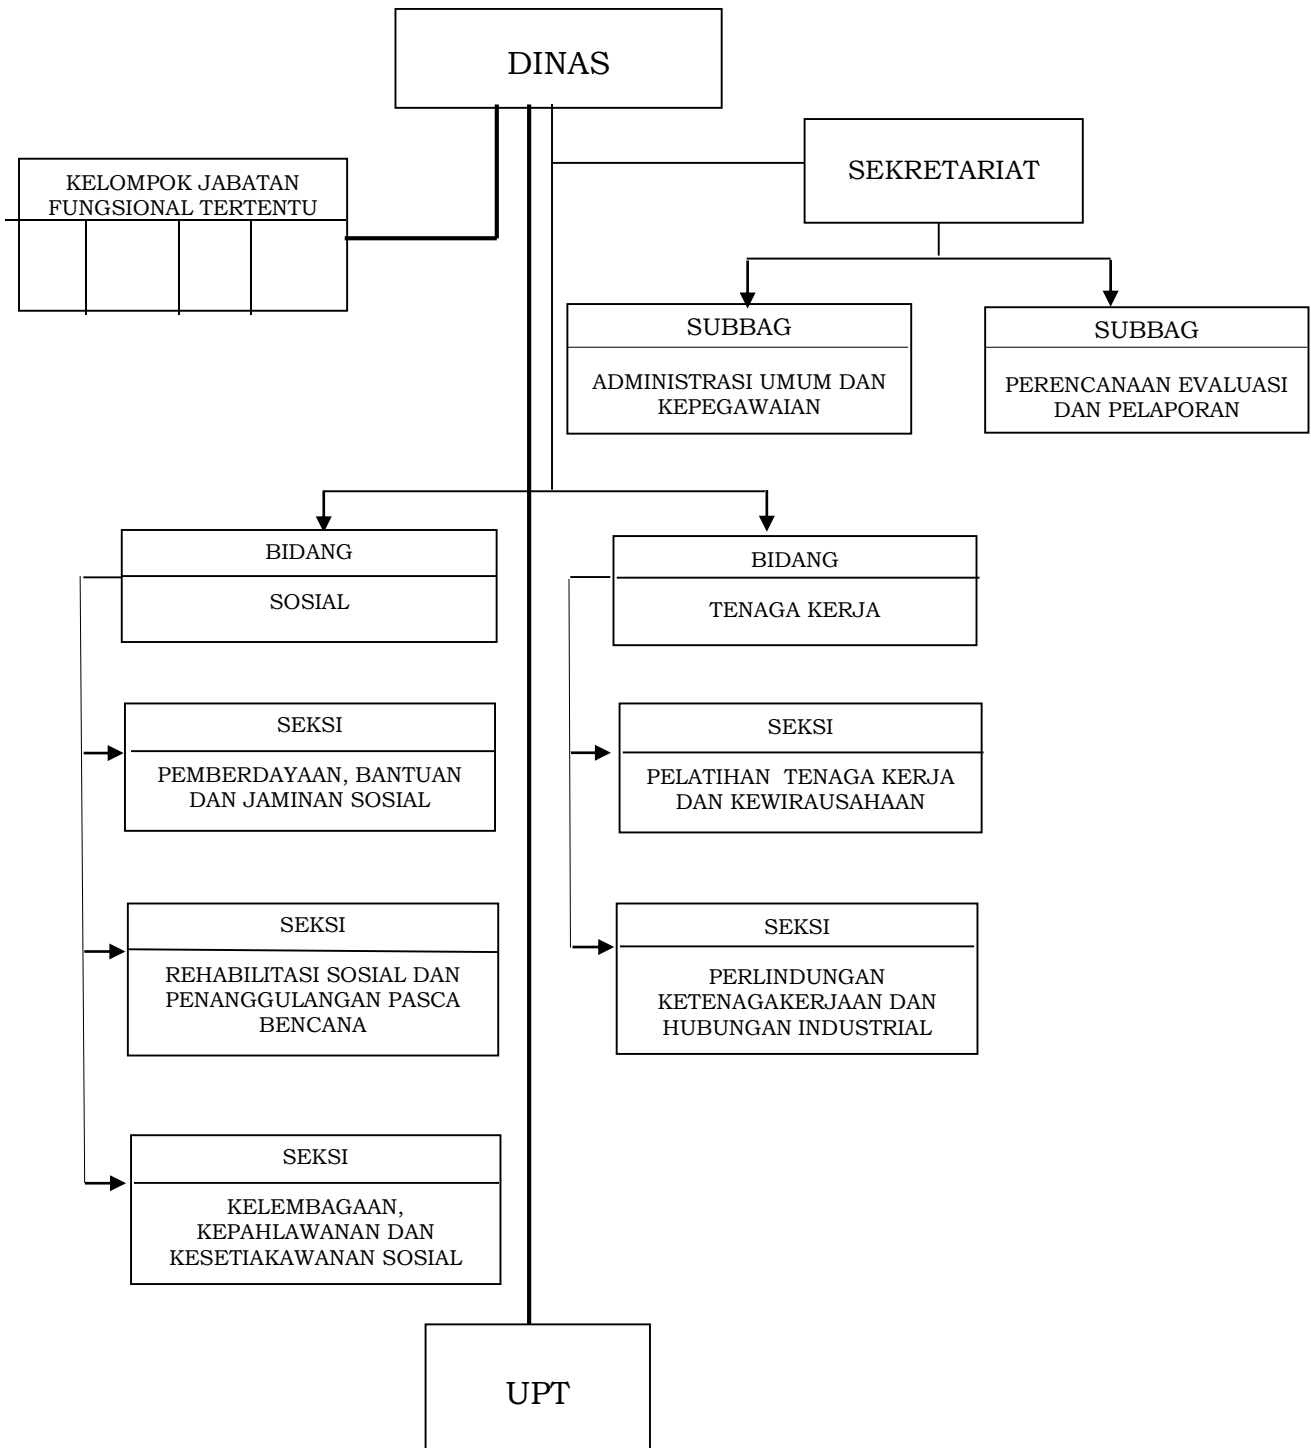 DINAS
SEKRETARIAT
KELOMPOK JABATAN
FUNGSIONAL TERTENTU
SUBBAG
ADMINISTRASI UMUM DAN
KEPEGAWAIAN
SUBBAG
PERENCANAAN EVALUASI
DAN PELAPORAN
BIDANG
SOSIAL
BIDANG
TENAGA KERJA
SEKSI
PEMBERDAYAAN, BANTUAN
DAN JAMINAN SOSIAL
SEKSI
PELATIHAN TENAGA KERJA
DAN KEWIRAUSAHAAN
SEKSI
REHABILITASI SOSIAL DAN
PENANGGULANGAN PASCA
BENCANA
SEKSI
PERLINDUNGAN
KETENAGAKERJAAN DAN
HUBUNGAN INDUSTRIAL
SEKSI
KELEMBAGAAN,
KEPAHLAWANAN DAN
KESETIAKAWANAN SOSIAL
UPT